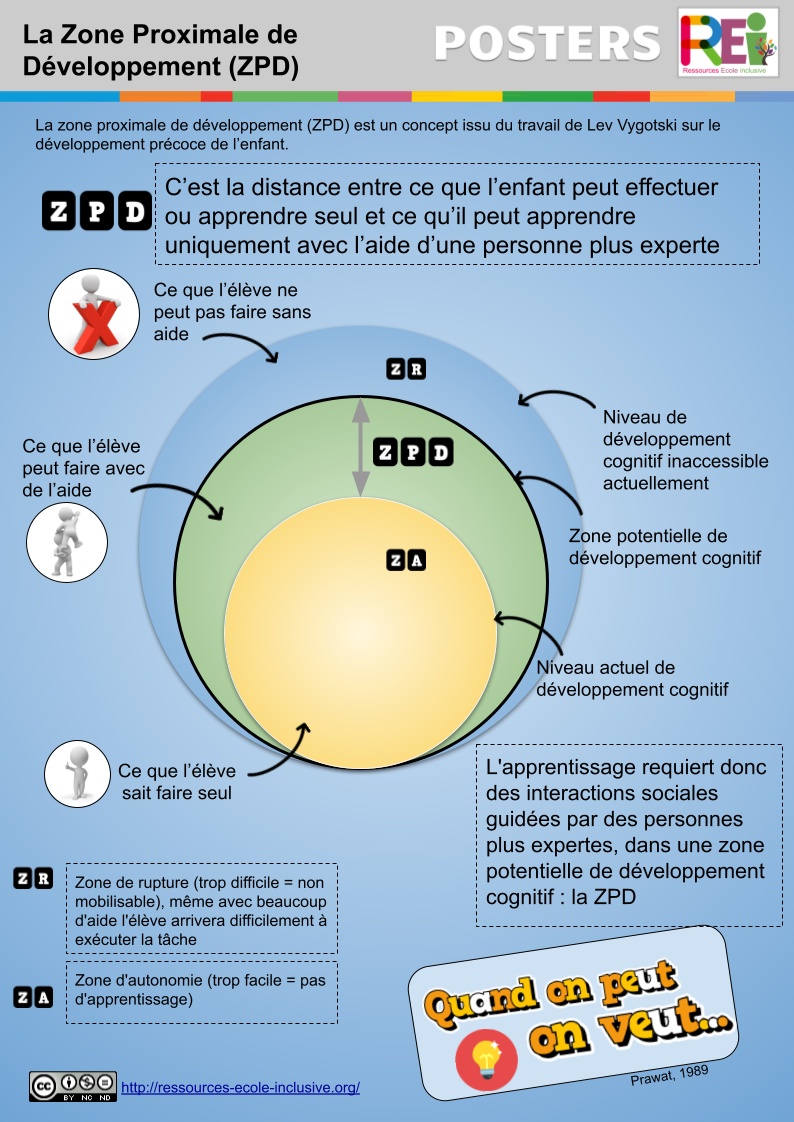 La Zone Proximale de
Développement (ZPD)
POSTERS
REi
Ressources Ecole inclusive
La zone proximale de développement (ZPD) est un concept issu du travail de Lev Vygotski sur le
développement précoce de l’enfant.
Z P D
C’est la distance entre ce que l’enfant peut effectuer
ou apprendre seul et ce qu’il peut apprendre
uniquement avec l’aide d’une personne plus experte
Ce que l’élève ne
peut pas faire sans
aide
Z R
Niveau de
développement
cognitif inaccessible
actuellement
Ce que l’élève
peut faire avec
de l’aide
Z P D
Zone potentielle de
développement cognitif
Z A
Niveau actuel de
développement cognitif
Ce que l’élève
sait faire seul
L'apprentissage requiert donc
des interactions sociales
guidées par des personnes
plus expertes, dans une zone
potentielle de développement
cognitif : la ZPD
Z R
Zone de rupture (trop difficile = non
mobilisable), même avec beaucoup
d'aide l'élève arrivera difficilement à
exécuter la tâche
Z A
Zone d'autonomie (trop facile = pas
d'apprentissage)
Quand on peut
on veut...
Prawat, 1989
cc BY NC ND
http://ressources-ecole-inclusive.org/